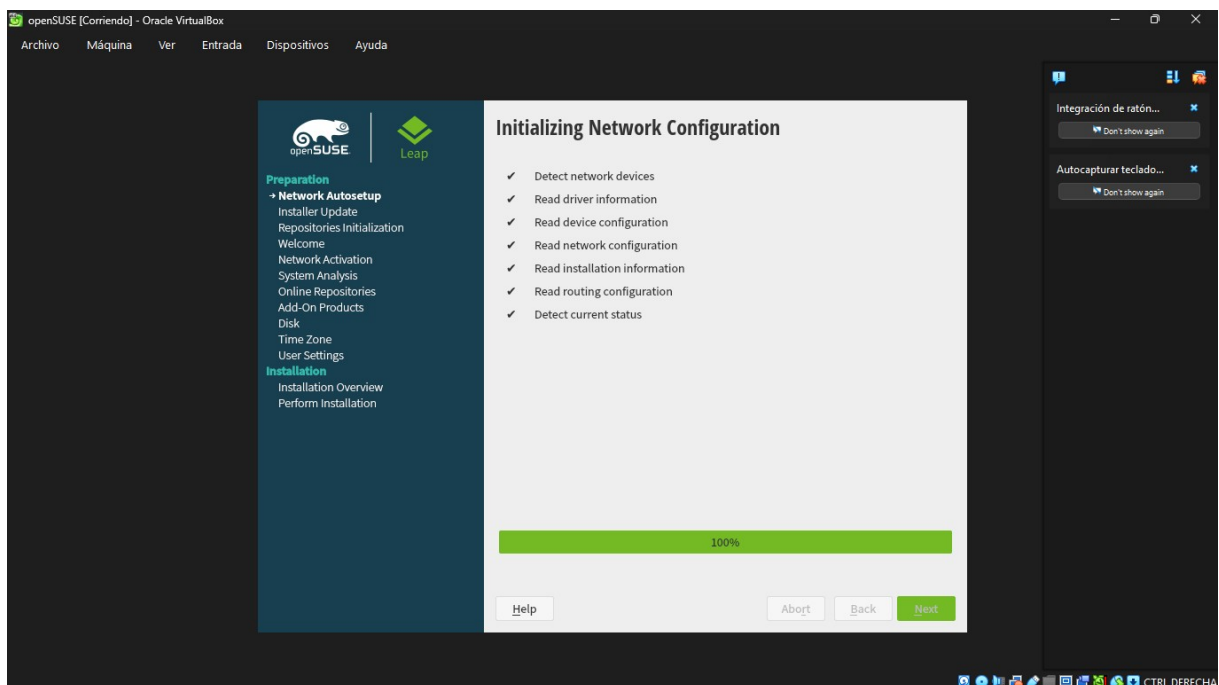 openSUSE [Corriendo] - Oracle VirtualBox
Archivo Máquina Ver Entrada Dispositivos Ayuda
openSUSE
Leap
Preparation
Network Autosetup
Installer Update
Repositories Initialization
Welcome
Network Activation
System Analysis
Online Repositories
Add-On Products
Disk
Time Zone
User Settings
Installation
Installation Overview
Perform Installation
Initializing Network Configuration
✔ Detect network devices
✔ Read driver information
✔ Read device configuration
✔ Read network configuration
✔ Read installation information
✔ Read routing configuration
✔ Detect current status
100%
Help Abort Back Next
Integración de ratón...
Don't show again
Autocapturar teclado...
Don't show again
CTRL DERECHA